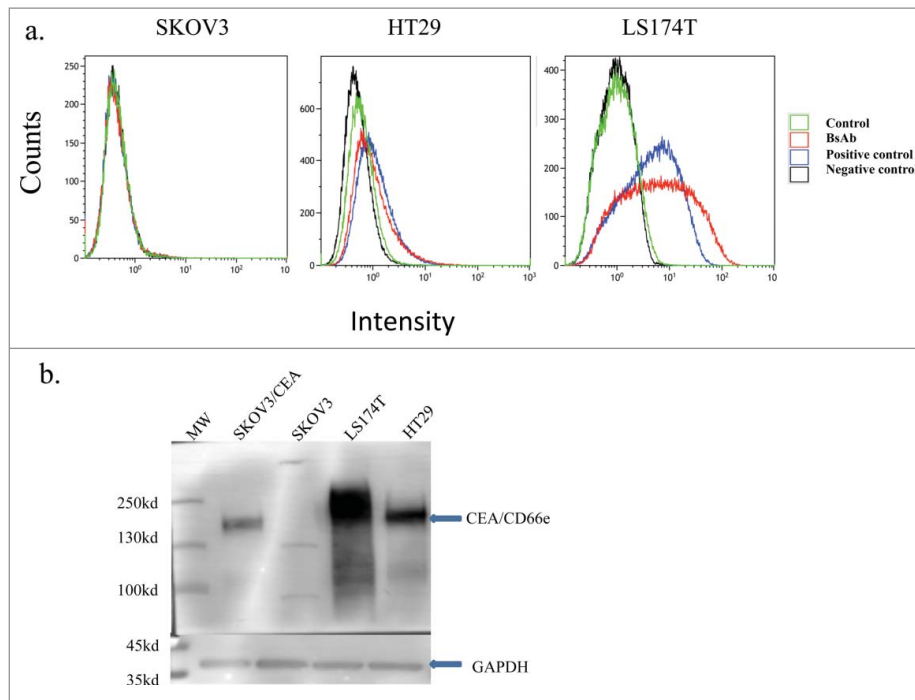 a.
SKOV3
HT29
LS174T
Counts
250
200
150
100
50
0
10⁰
10²
10
600
400
200
0
10⁰
10¹
10²
10³
400
300
200
100
0
10⁰
10¹
10²
10
Control
BsAb
Positive control
Negative control
Intensity
b.
MW
SKOV3/CEA
SKOV3
LS174T
HT29
250kd
130kd
100kd
45kd
35kd
CEA/CD66e
GAPDH